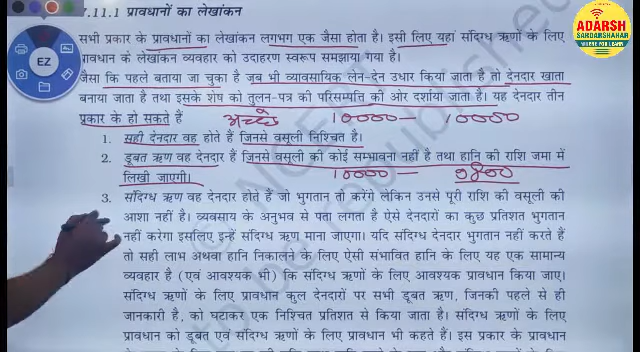 7.11.1 प्रावधानों का लेखांकन
ADARSH
SARDARSHAHAR
WHERE YOU LEARN
सभी प्रकार के प्रावधानों का लेखांकन लगभग एक जैसा होता है। इसी लिए यहां संदिग्ध ऋणों के लिए
प्रावधान के लेखांकन व्यवहार को उदाहरण स्वरूप समझाया गया है।
EZ
जैसा कि पहले बताया जा चुका है जब भी व्यावसायिक लेन-देन उधार किया जाता है तो देनदार खाता
बनाया जाता है तथा इसके शेष को तुलन-पत्र की परिसम्पत्ति की ओर दर्शाया जाता है। यह देनदार तीन
प्रकार के हो सकते हैं अच्छे 10000 — 10000
1. सही देनदार वह होते हैं जिनसे वसूली निश्चित है।
2. डूबत ऋण वह देनदार हैं जिनसे वसूली की कोई सम्भावना नहीं है तथा हानि की राशि जमा में
लिखी जाएगी। 10000 —
3. संदिग्ध ऋण वह देनदार होते हैं जो भुगतान तो करेंगे लेकिन उनसे पूरी राशि की वसूली की
आशा नहीं है। व्यवसाय के अनुभव से पता लगता है ऐसे देनदारों का कुछ प्रतिशत भुगतान
नहीं करेगा इसलिए इन्हें संदिग्ध ऋण माना जाएगा। यदि संदिग्ध देनदार भुगतान नहीं करते हैं
तो सही लाभ अथवा हानि निकालने के लिए ऐसी संभावित हानि के लिए यह एक सामान्य
व्यवहार है (एवं आवश्यक भी) कि संदिग्ध ऋणों के लिए आवश्यक प्रावधान किया जाए।
संदिग्ध ऋणों के लिए प्रावधान कुल देनदारों पर सभी डूबत ऋण, जिनकी पहले से ही
जानकारी है, को घटाकर एक निश्चित प्रतिशत से किया जाता है। संदिग्ध ऋणों के लिए
प्रावधान को डूबत एवं संदिग्ध ऋणों के लिए प्रावधान भी कहते हैं। इस प्रकार के प्रावधान